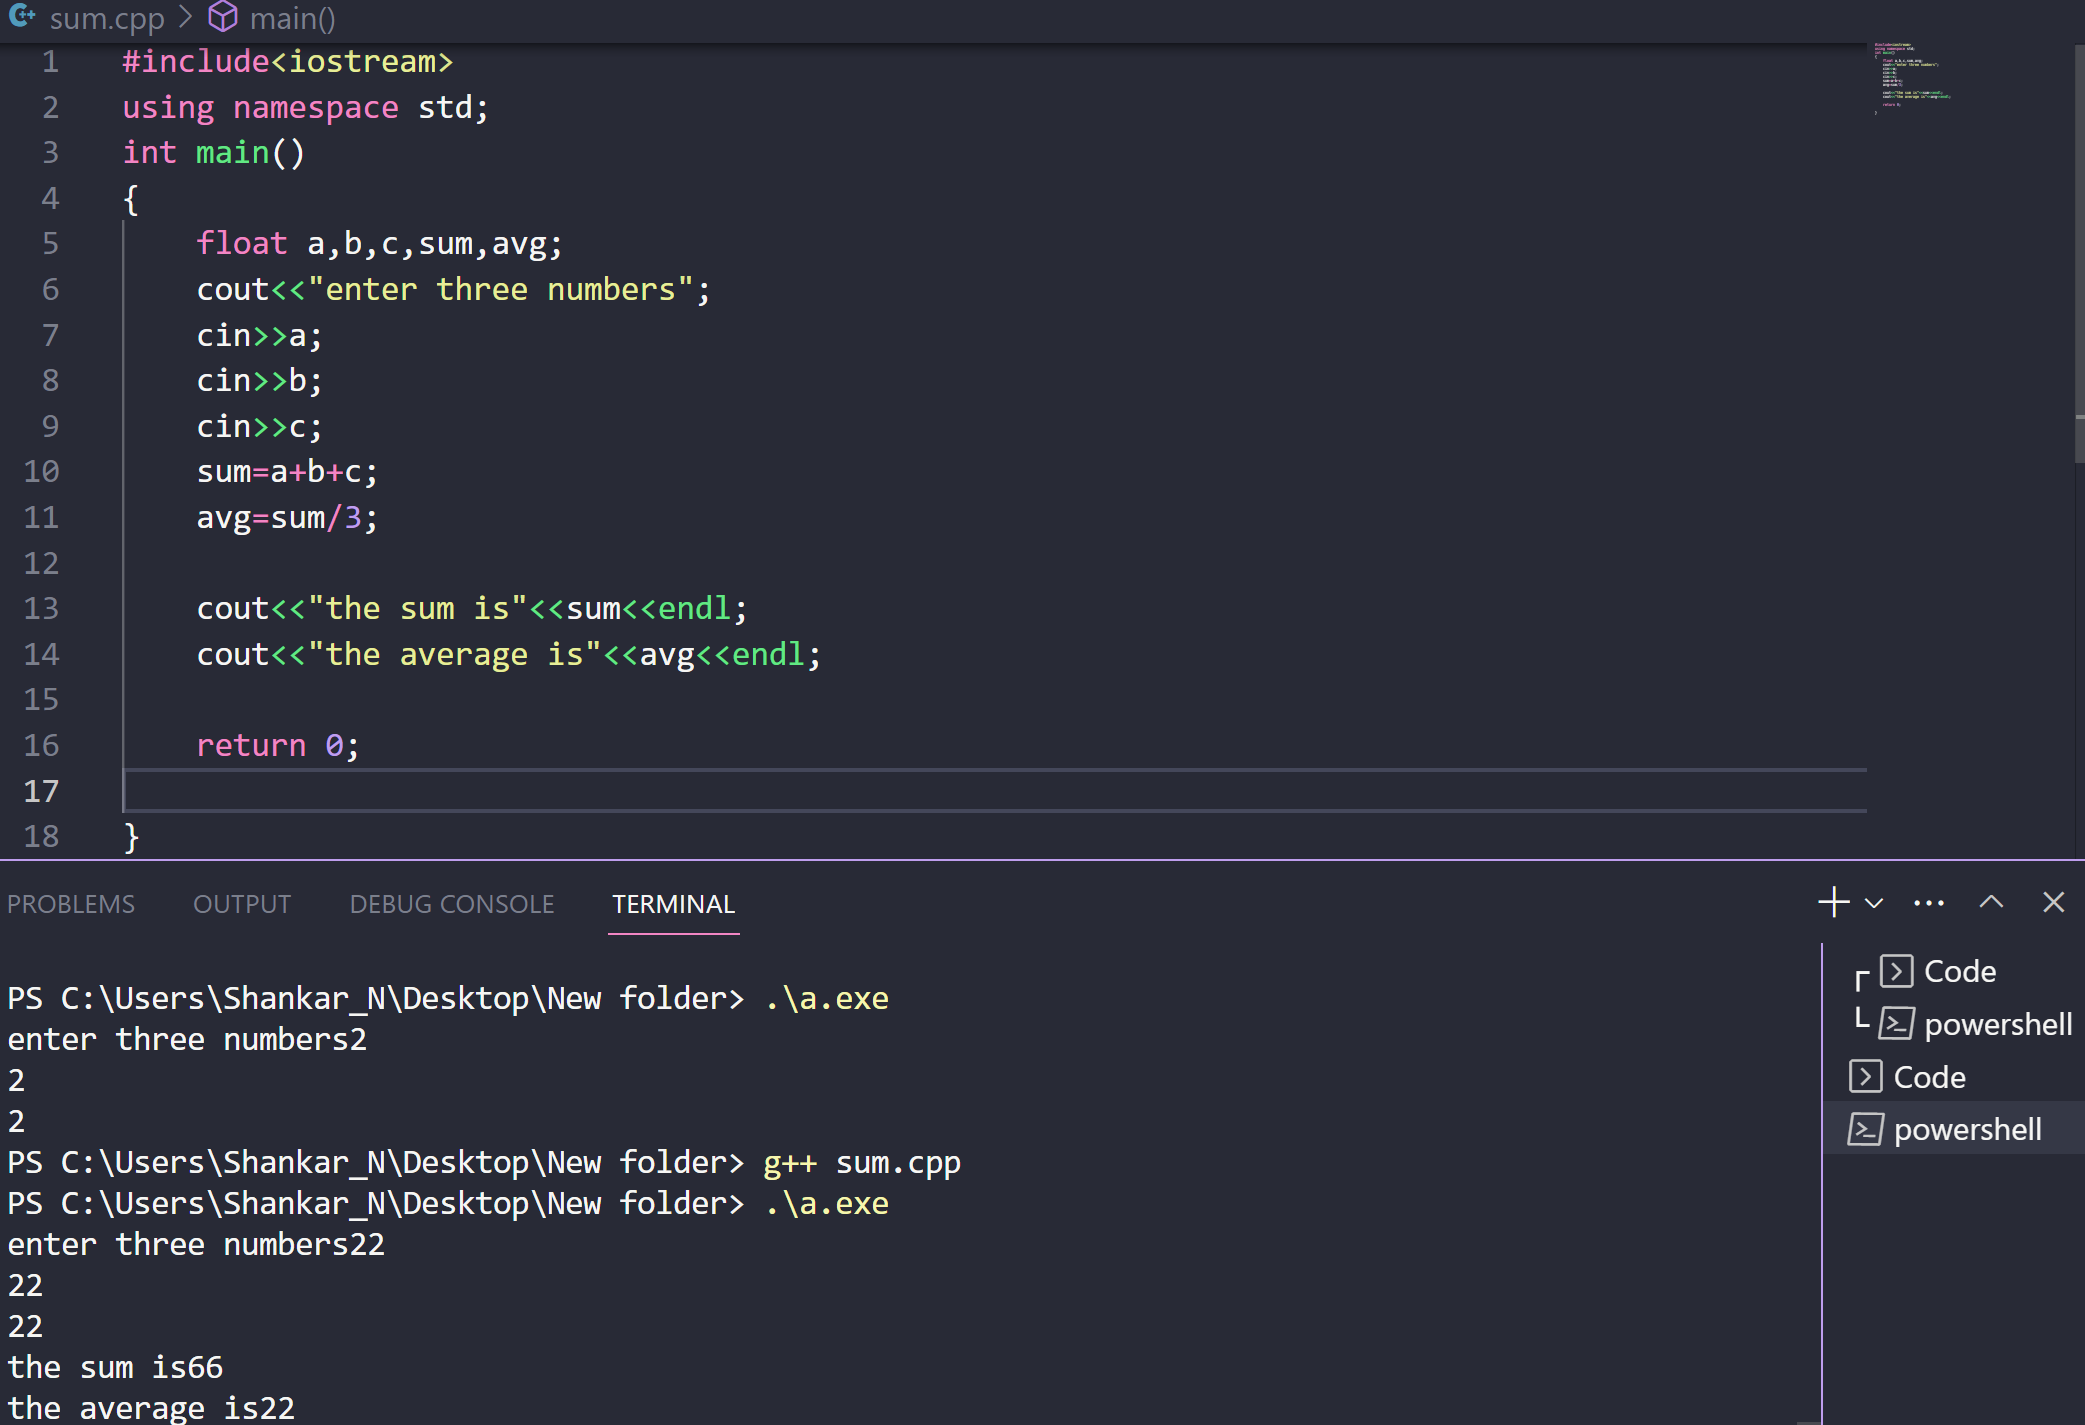 sum.cpp > main()
1 #include<iostream>
2 using namespace std;
3 int main()
4 {
5     float a,b,c,sum,avg;
6     cout<<"enter three numbers";
7     cin>>a;
8     cin>>b;
9     cin>>c;
10     sum=a+b+c;
11     avg=sum/3;
12
13     cout<<"the sum is"<<sum<<endl;
14     cout<<"the average is"<<avg<<endl;
15
16     return 0;
17
18 }
PROBLEMS OUTPUT DEBUG CONSOLE TERMINAL
PS C:\Users\Shankar_N\Desktop\New folder> .\a.exe
enter three numbers2
2
2
PS C:\Users\Shankar_N\Desktop\New folder> g++ sum.cpp
PS C:\Users\Shankar_N\Desktop\New folder> .\a.exe
enter three numbers22
22
22
the sum is66
the average is22
Code
powershell
Code
powershell